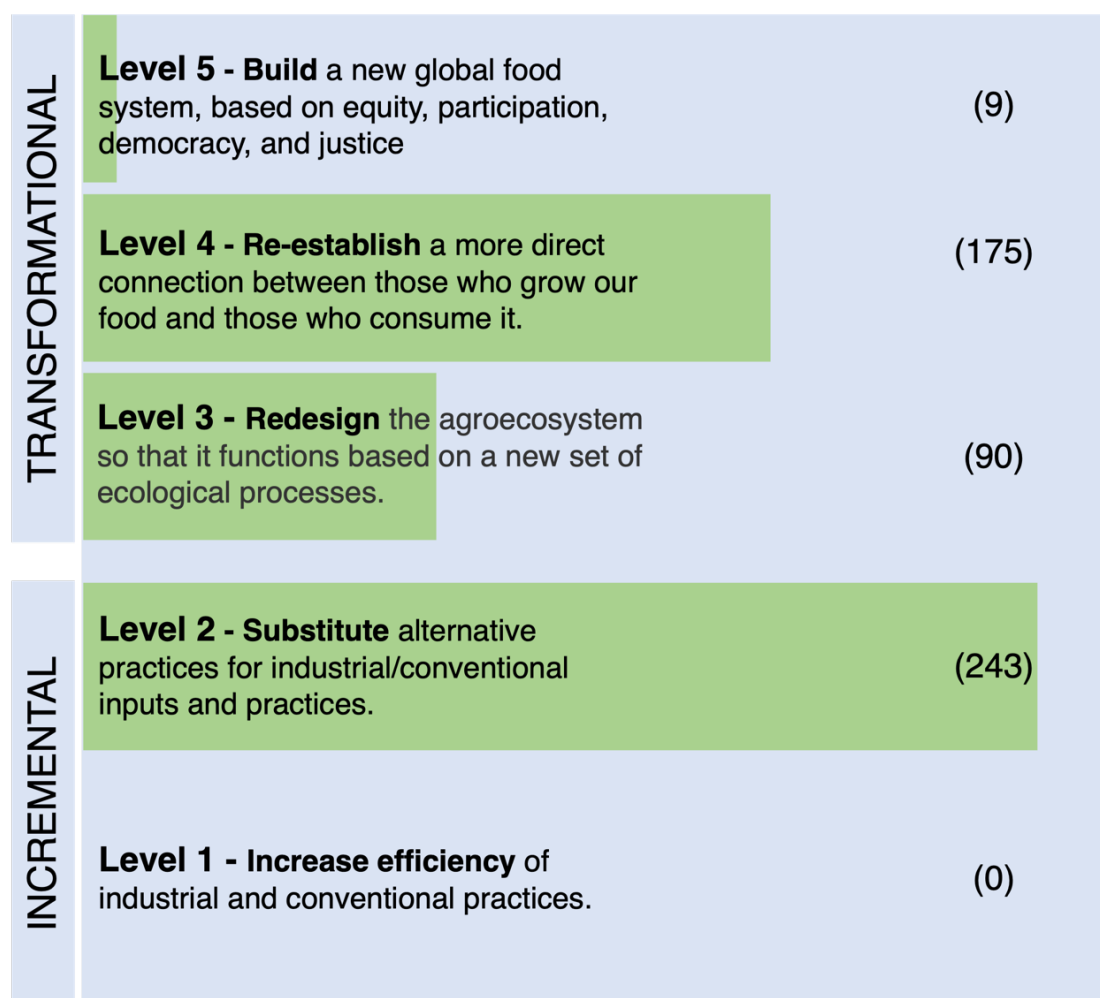 TRANSFORMATIONAL
Level 5 - Build a new global food
system, based on equity, participation,
democracy, and justice
(9)
Level 4 - Re-establish a more direct
connection between those who grow our
food and those who consume it.
(175)
Level 3 - Redesign the agroecosystem
so that it functions based on a new set of
ecological processes.
(90)
INCREMENTAL
Level 2 - Substitute alternative
practices for industrial/conventional
inputs and practices.
(243)
Level 1 - Increase efficiency of
industrial and conventional practices.
(0)